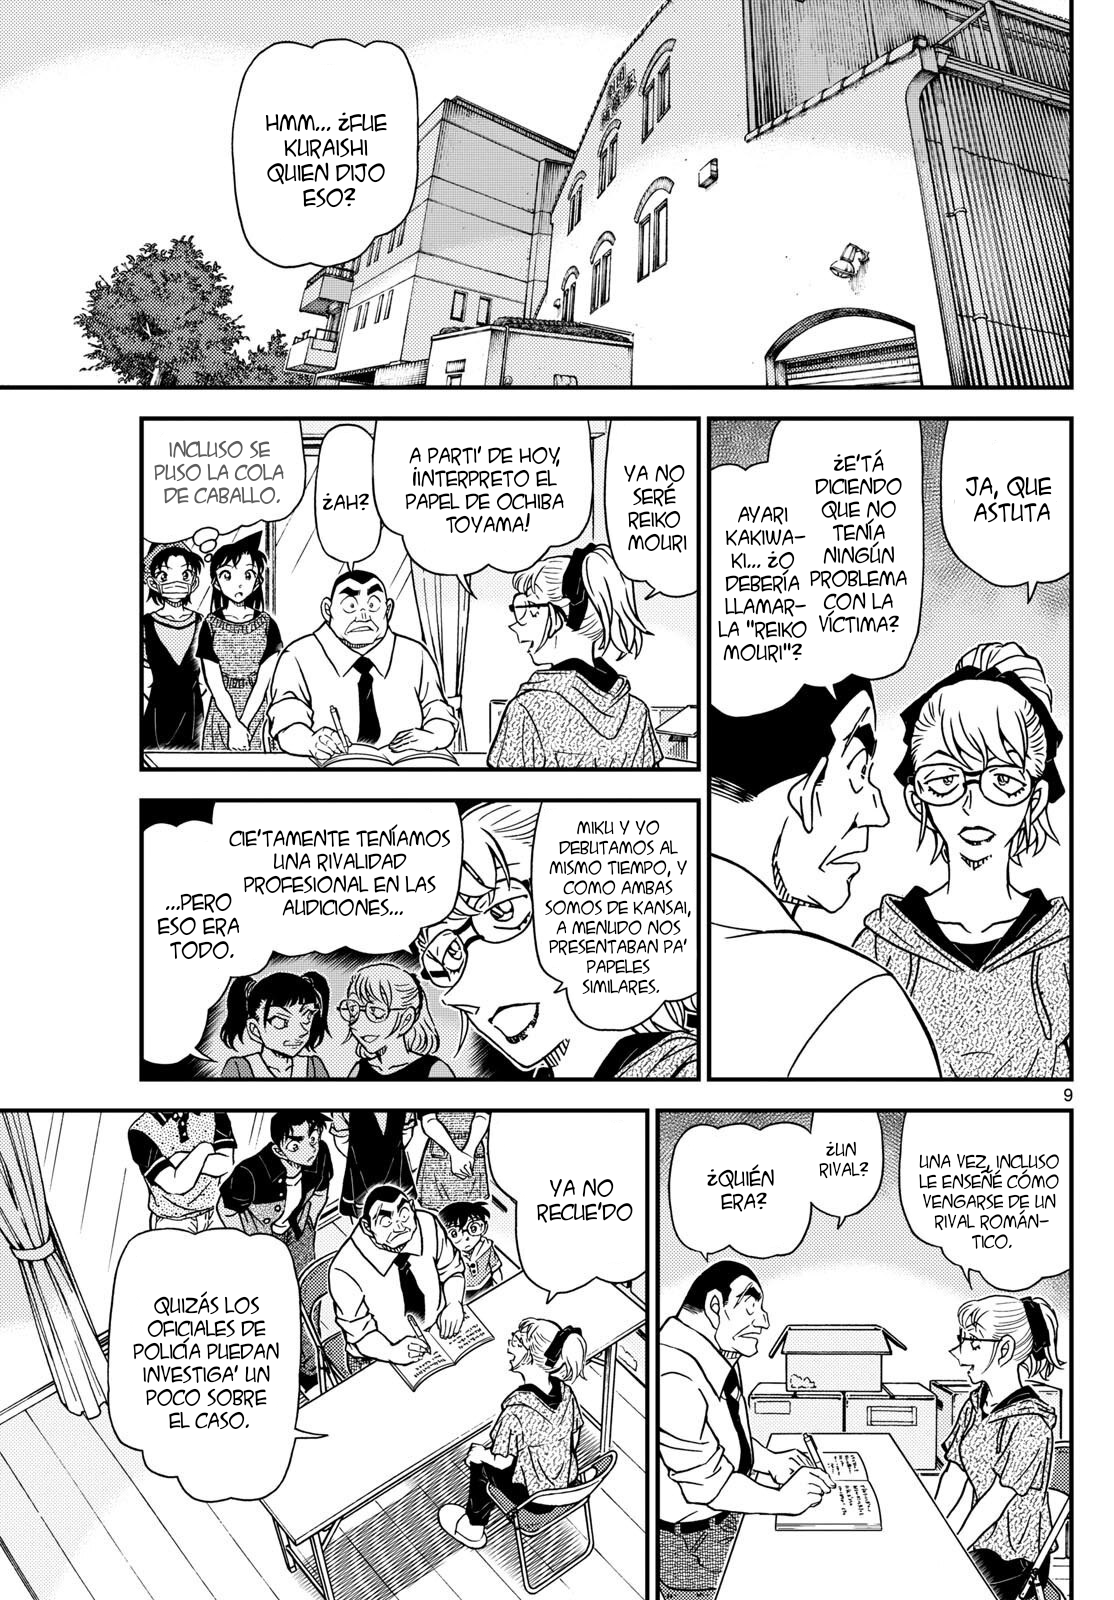 HMM... ¿FUE
KURAISHI
QUIEN DIJO
ESO?
JA, QUE
ASTUTA
¿E'TÁ
DICIENDO
QUE NO
TENÍA
NINGÚN
PROBLEMA
CON LA
VÍCTIMA?
AYARI
KAKIWA-
KI... ¿O
DEBERÍA
LLAMAR-
LA "REIKO
MOURI"?
YA NO
SERÉ
REIKO
MOURI
A PARTI' DE HOY,
¡INTERPRETO EL
PAPEL DE OCHIBA
TOYAMA!
¿AH?
INCLUSO SE
PUSO LA COLA
DE CABALLO.
MIKU Y YO
DEBUTAMOS AL
MISMO TIEMPO, Y
COMO AMBAS
SOMOS DE KANSAI,
A MENUDO NOS
PRESENTABAN PA'
PAPELES
SIMILARES.
CIE'TAMENTE TENÍAMOS
UNA RIVALIDAD
PROFESIONAL EN LAS
AUDICIONES...
...PERO
ESO ERA
TODO.
9
UNA VEZ, INCLUSO
LE ENSEÑÉ CÓMO
VENGARSE DE UN
RIVAL ROMÁN-
TICO.
¿UN
RIVAL?
¿QUIÉN
ERA?
YA NO
RECUE'DO
QUIZÁS LOS
OFICIALES DE
POLICÍA PUEDAN
INVESTIGA' UN
POCO SOBRE
EL CASO.